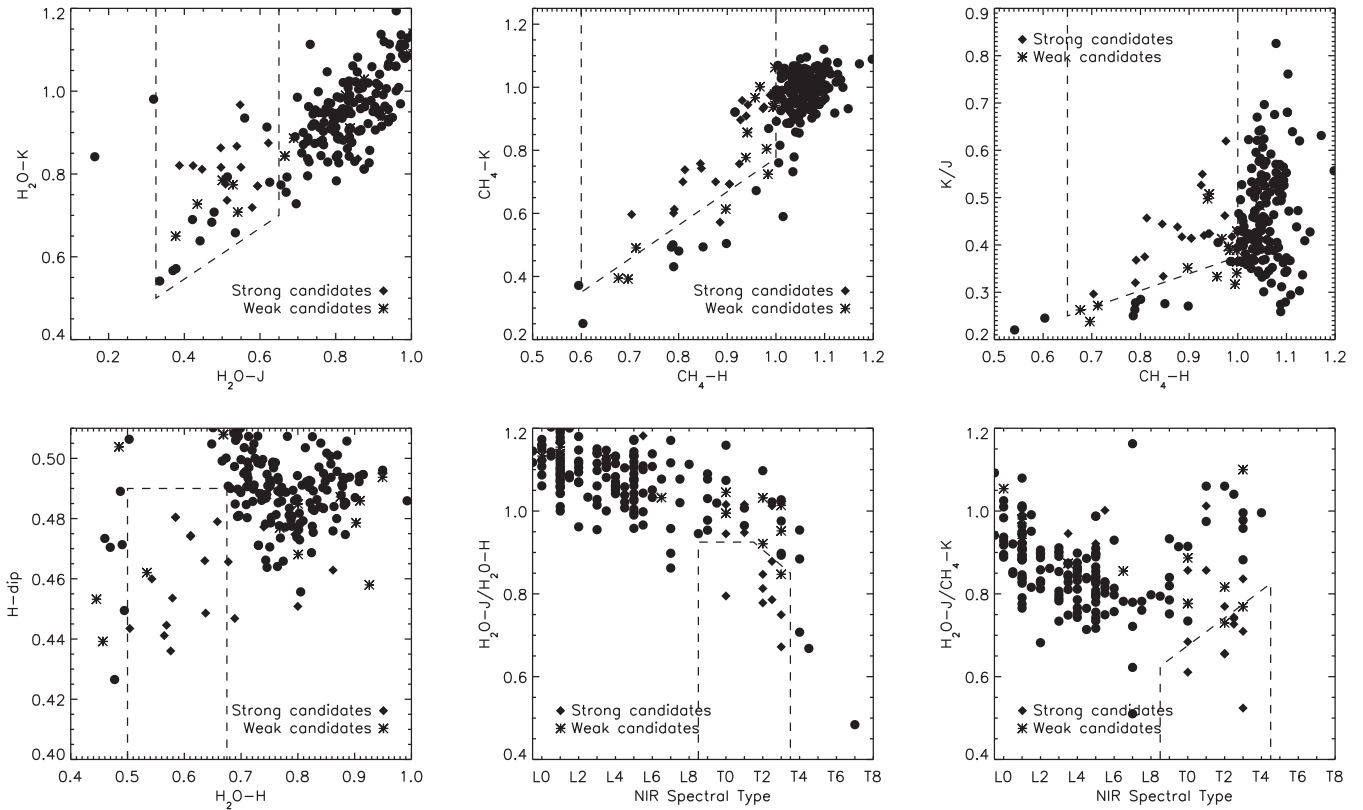 1.2
1.0
0.8
0.6
0.4
H₂O–K
0.2 0.4 0.6 0.8 1.0
H₂O–J
Strong candidates
Weak candidates
1.2
1.0
0.8
0.6
0.4
0.2
CH₄–K
0.5 0.6 0.7 0.8 0.9 1.0 1.1 1.2
CH₄–H
Strong candidates
Weak candidates
0.9
0.8
0.7
0.6
0.5
0.4
0.3
0.2
K/J
0.5 0.6 0.7 0.8 0.9 1.0 1.1 1.2
CH₄–H
Strong candidates
Weak candidates
0.50
0.48
0.46
0.44
0.42
0.40
H–dip
0.4 0.5 0.6 0.7 0.8 0.9 1.0
H₂O–H
Strong candidates
Weak candidates
1.2
1.0
0.8
0.6
0.4
H₂O–J/H₂O–H
L0 L2 L4 L6 L8 T0 T2 T4 T6 T8
NIR Spectral Type
Strong candidates
Weak candidates
1.2
1.0
0.8
0.6
0.4
H₂O–J/CH₄–K
L0 L2 L4 L6 L8 T0 T2 T4 T6 T8
NIR Spectral Type
Strong candidates
Weak candidates